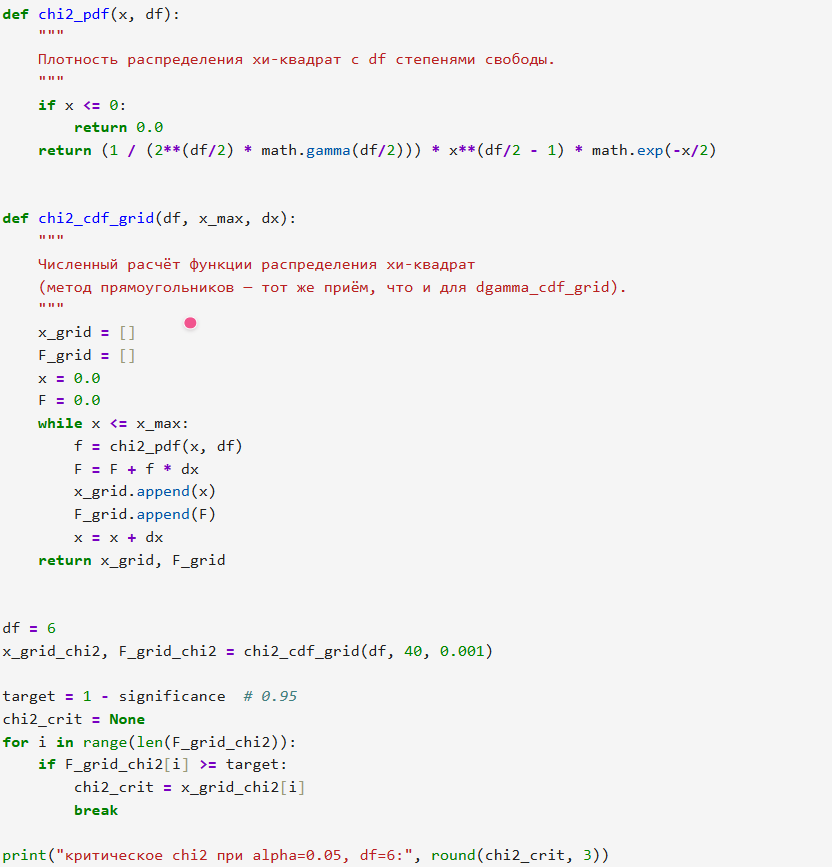 def chi2_pdf(x, df):
    """
    Плотность распределения хи-квадрат с df степенями свободы.
    """
    if x <= 0:
        return 0.0
    return (1 / (2**(df/2) * math.gamma(df/2))) * x**(df/2 - 1) * math.exp(-x/2)
def chi2_cdf_grid(df, x_max, dx):
    """
    Численный расчёт функции распределения хи-квадрат
    (метод прямоугольников — тот же приём, что и для dgamma_cdf_grid).
    """
    x_grid = []
    F_grid = []
    x = 0.0
    F = 0.0
    while x <= x_max:
        f = chi2_pdf(x, df)
        F = F + f * dx
        x_grid.append(x)
        F_grid.append(F)
        x = x + dx
    return x_grid, F_grid
df = 6
x_grid_chi2, F_grid_chi2 = chi2_cdf_grid(df, 40, 0.001)
target = 1 - significance  # 0.95
chi2_crit = None
for i in range(len(F_grid_chi2)):
    if F_grid_chi2[i] >= target:
        chi2_crit = x_grid_chi2[i]
        break
print("критическое chi2 при alpha=0.05, df=6:", round(chi2_crit, 3))